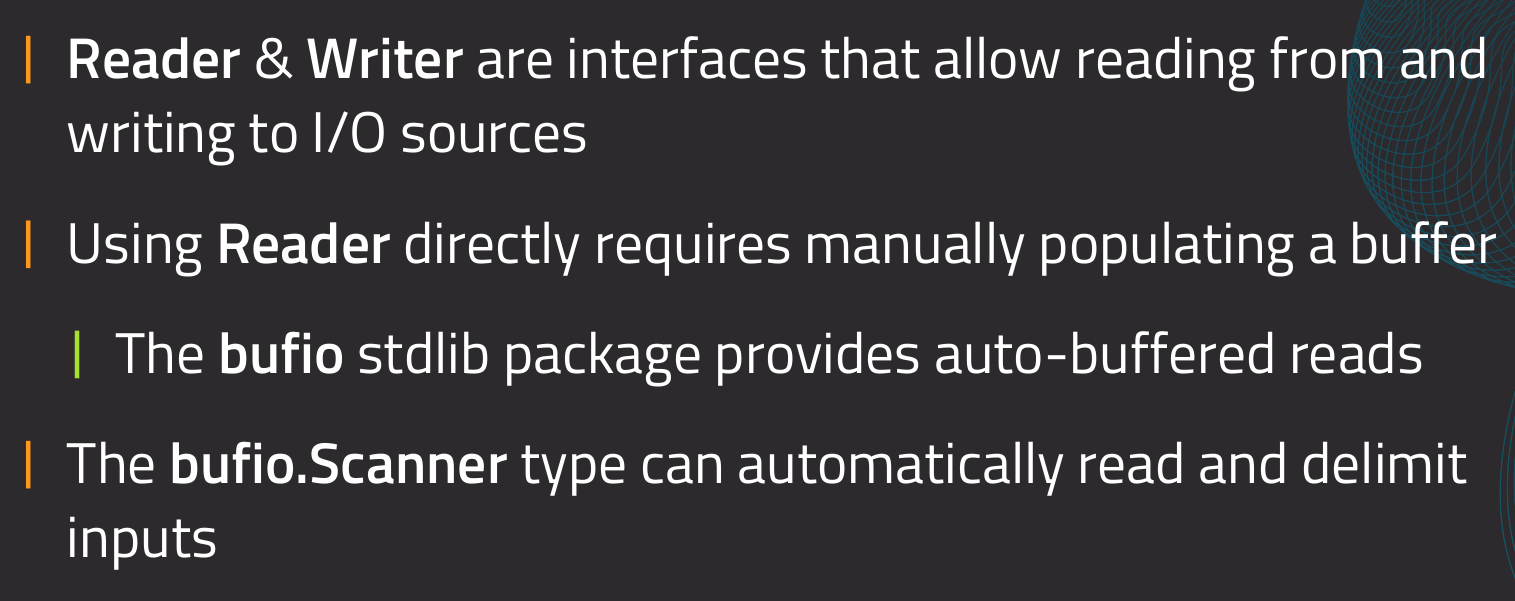 Reader & Writer are interfaces that allow reading from and
writing to I/O sources
Using Reader directly requires manually populating a buffer
The bufio stdlib package provides auto-buffered reads
The bufio.Scanner type can automatically read and delimit
inputs